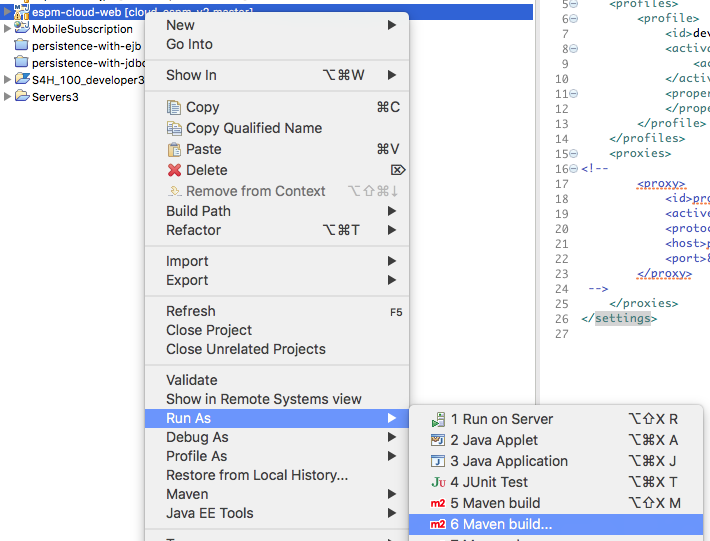 espm-cloud-web [cloud-espm-v2 master]
MobileSubscription
persistence-with-ejb
persistence-with-jdbc
S4H_100_developer3
Servers3
New
Go Into
Show In ⌥⌘W
Copy ⌘C
Copy Qualified Name
Paste ⌘V
Delete ⌦
Remove from Context ⌥⇧⌘↓
Build Path
Refactor ⌥⌘T
Import
Export
Refresh F5
Close Project
Close Unrelated Projects
Validate
Show in Remote Systems view
Run As
Debug As
Profile As
Restore from Local History...
Maven
Java EE Tools
1 Run on Server ⌥⇧X R
2 Java Applet ⌥⌘X A
3 Java Application ⌥⌘X J
4 JUnit Test ⌥⌘X T
5 Maven build ⌥⇧X M
6 Maven build...
5 <profiles>
6 <profile>
7 <id>dev
8 <activa
9 <ac
10 </activ
11 <proper
12 </prope
13 </profile>
14 </profiles>
15 <proxies>
16 <!--
17 <proxy>
18 <id>pro
19 <active
20 <protoc
21 <host>p
22 <port>8
23 </proxy>
24 -->
25 </proxies>
26 </settings>
27